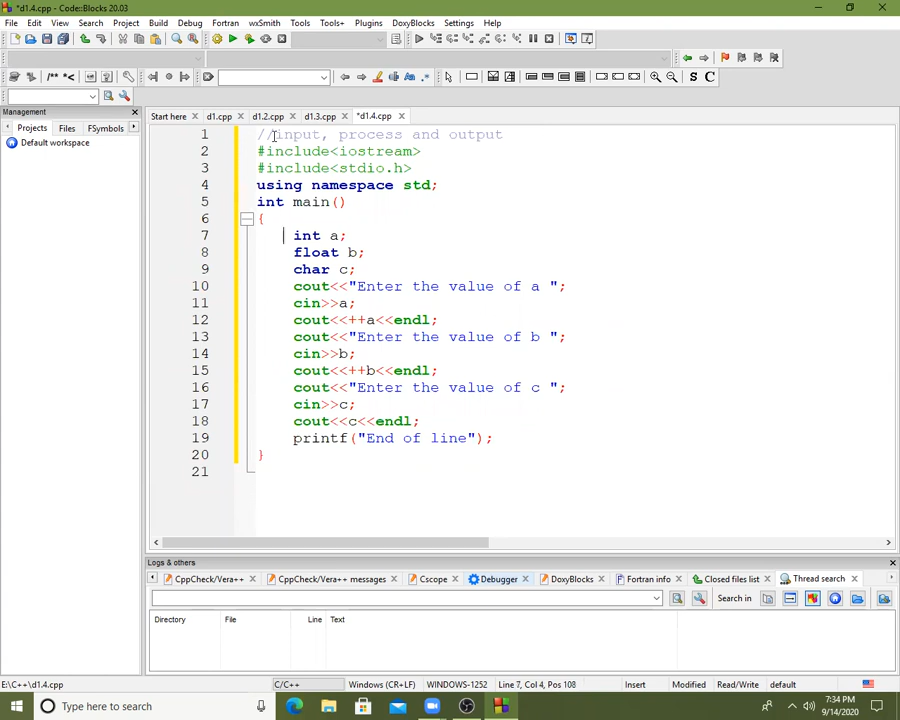 *d1.4.cpp - Code::Blocks 20.03
File Edit View Search Project Build Debug Fortran wxSmith Tools Tools+ Plugins DoxyBlocks Settings Help
/** *<
S C
Management
Projects Files FSymbols
Default workspace
Start here d1.cpp d1.2.cpp d1.3.cpp *d1.4.cpp
1 //input, process and output
2 #include<iostream>
3 #include<stdio.h>
4 using namespace std;
5 int main()
6 {
7 int a;
8 float b;
9 char c;
10 cout<<"Enter the value of a ";
11 cin>>a;
12 cout<<++a<<endl;
13 cout<<"Enter the value of b ";
14 cin>>b;
15 cout<<++b<<endl;
16 cout<<"Enter the value of c ";
17 cin>>c;
18 cout<<c<<endl;
19 printf("End of line");
20 }
21
Logs & others
CppCheck/Vera++ CppCheck/Vera++ messages Cscope Debugger DoxyBlocks Fortran info Closed files list Thread search
Search in
Directory File Line Text
E:\C++\d1.4.cpp C/C++ Windows (CR+LF) WINDOWS-1252 Line 7, Col 4, Pos 108 Insert Modified Read/Write default
Type here to search
7:34 PM
9/14/2020